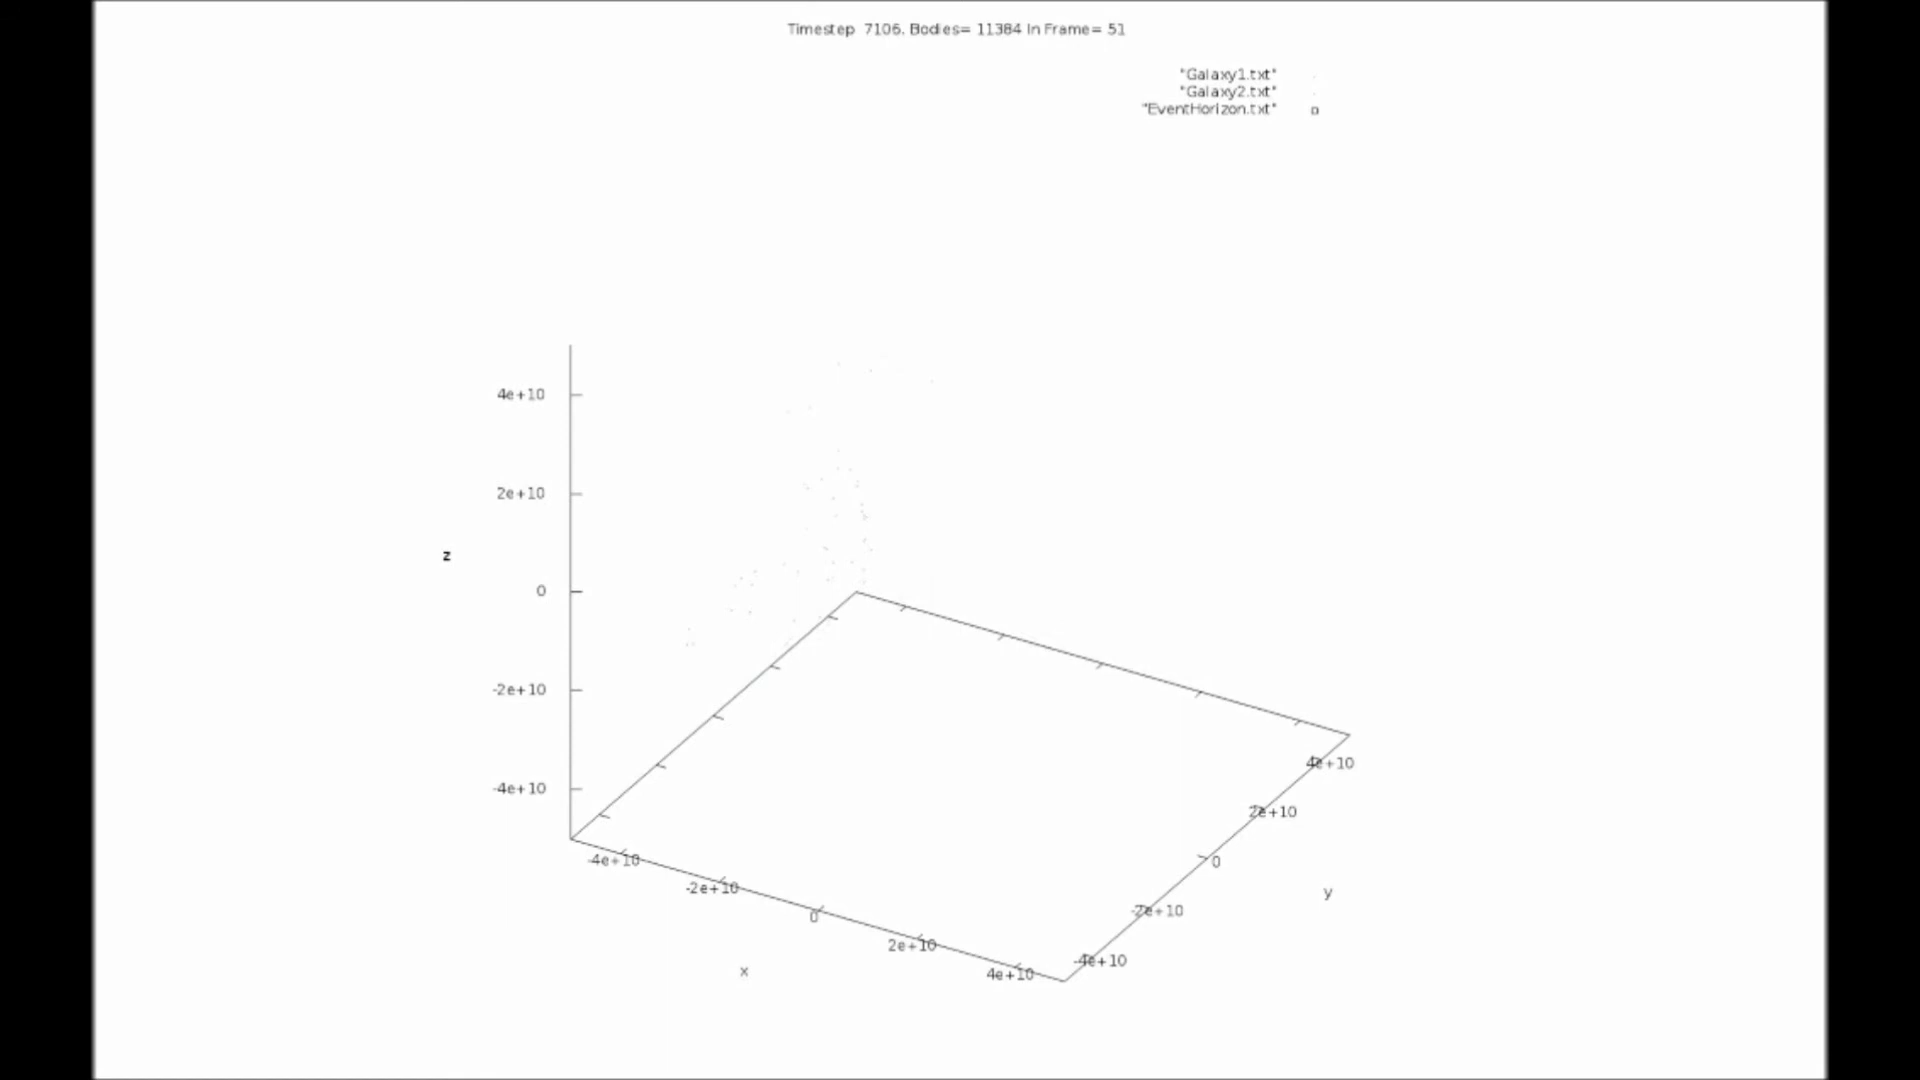 Timestep 7106. Bodies= 11384 In Frame= 51
"Galaxy1.txt"
"Galaxy2.txt"
"EventHorizon.txt"
4e+10
2e+10
z
0
-2e+10
-4e+10
-4e+10
-2e+10
0
2e+10
4e+10
x
4e+10
2e+10
0
y
-2e+10
-4e+10